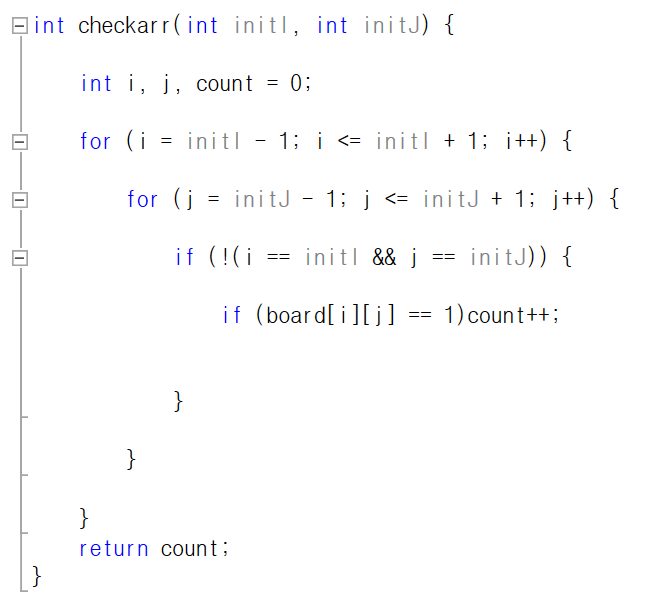 int checkarr(int initI, int initJ) {
int i, j, count = 0;
for (i = initI - 1; i <= initI + 1; i++) {
for (j = initJ - 1; j <= initJ + 1; j++) {
if (!(i == initI && j == initJ)) {
if (board[i][j] == 1)count++;
}
}
}
return count;
}